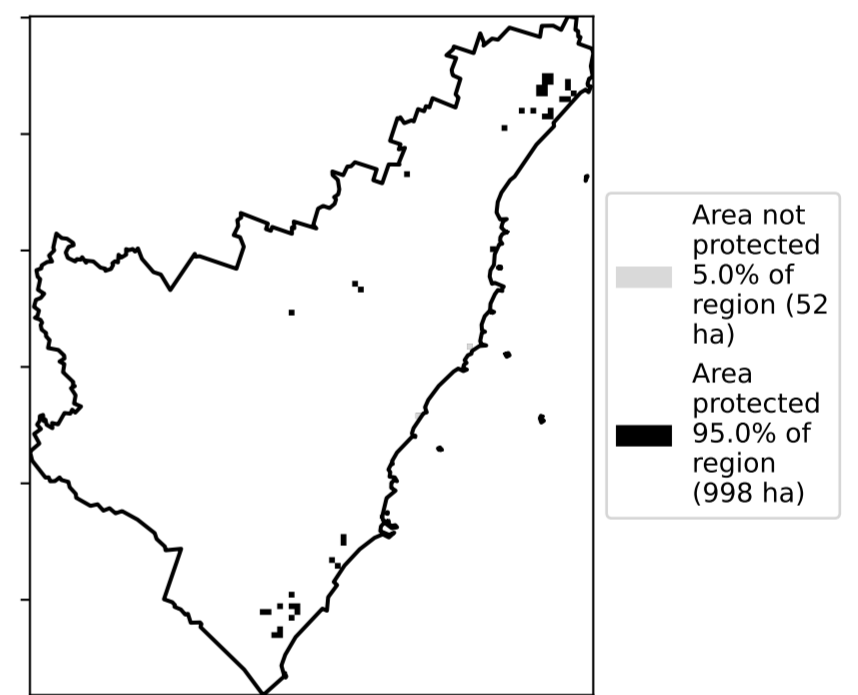 Area not
protected
5.0% of
region (52
ha)
Area
protected
95.0% of
region
(998 ha)